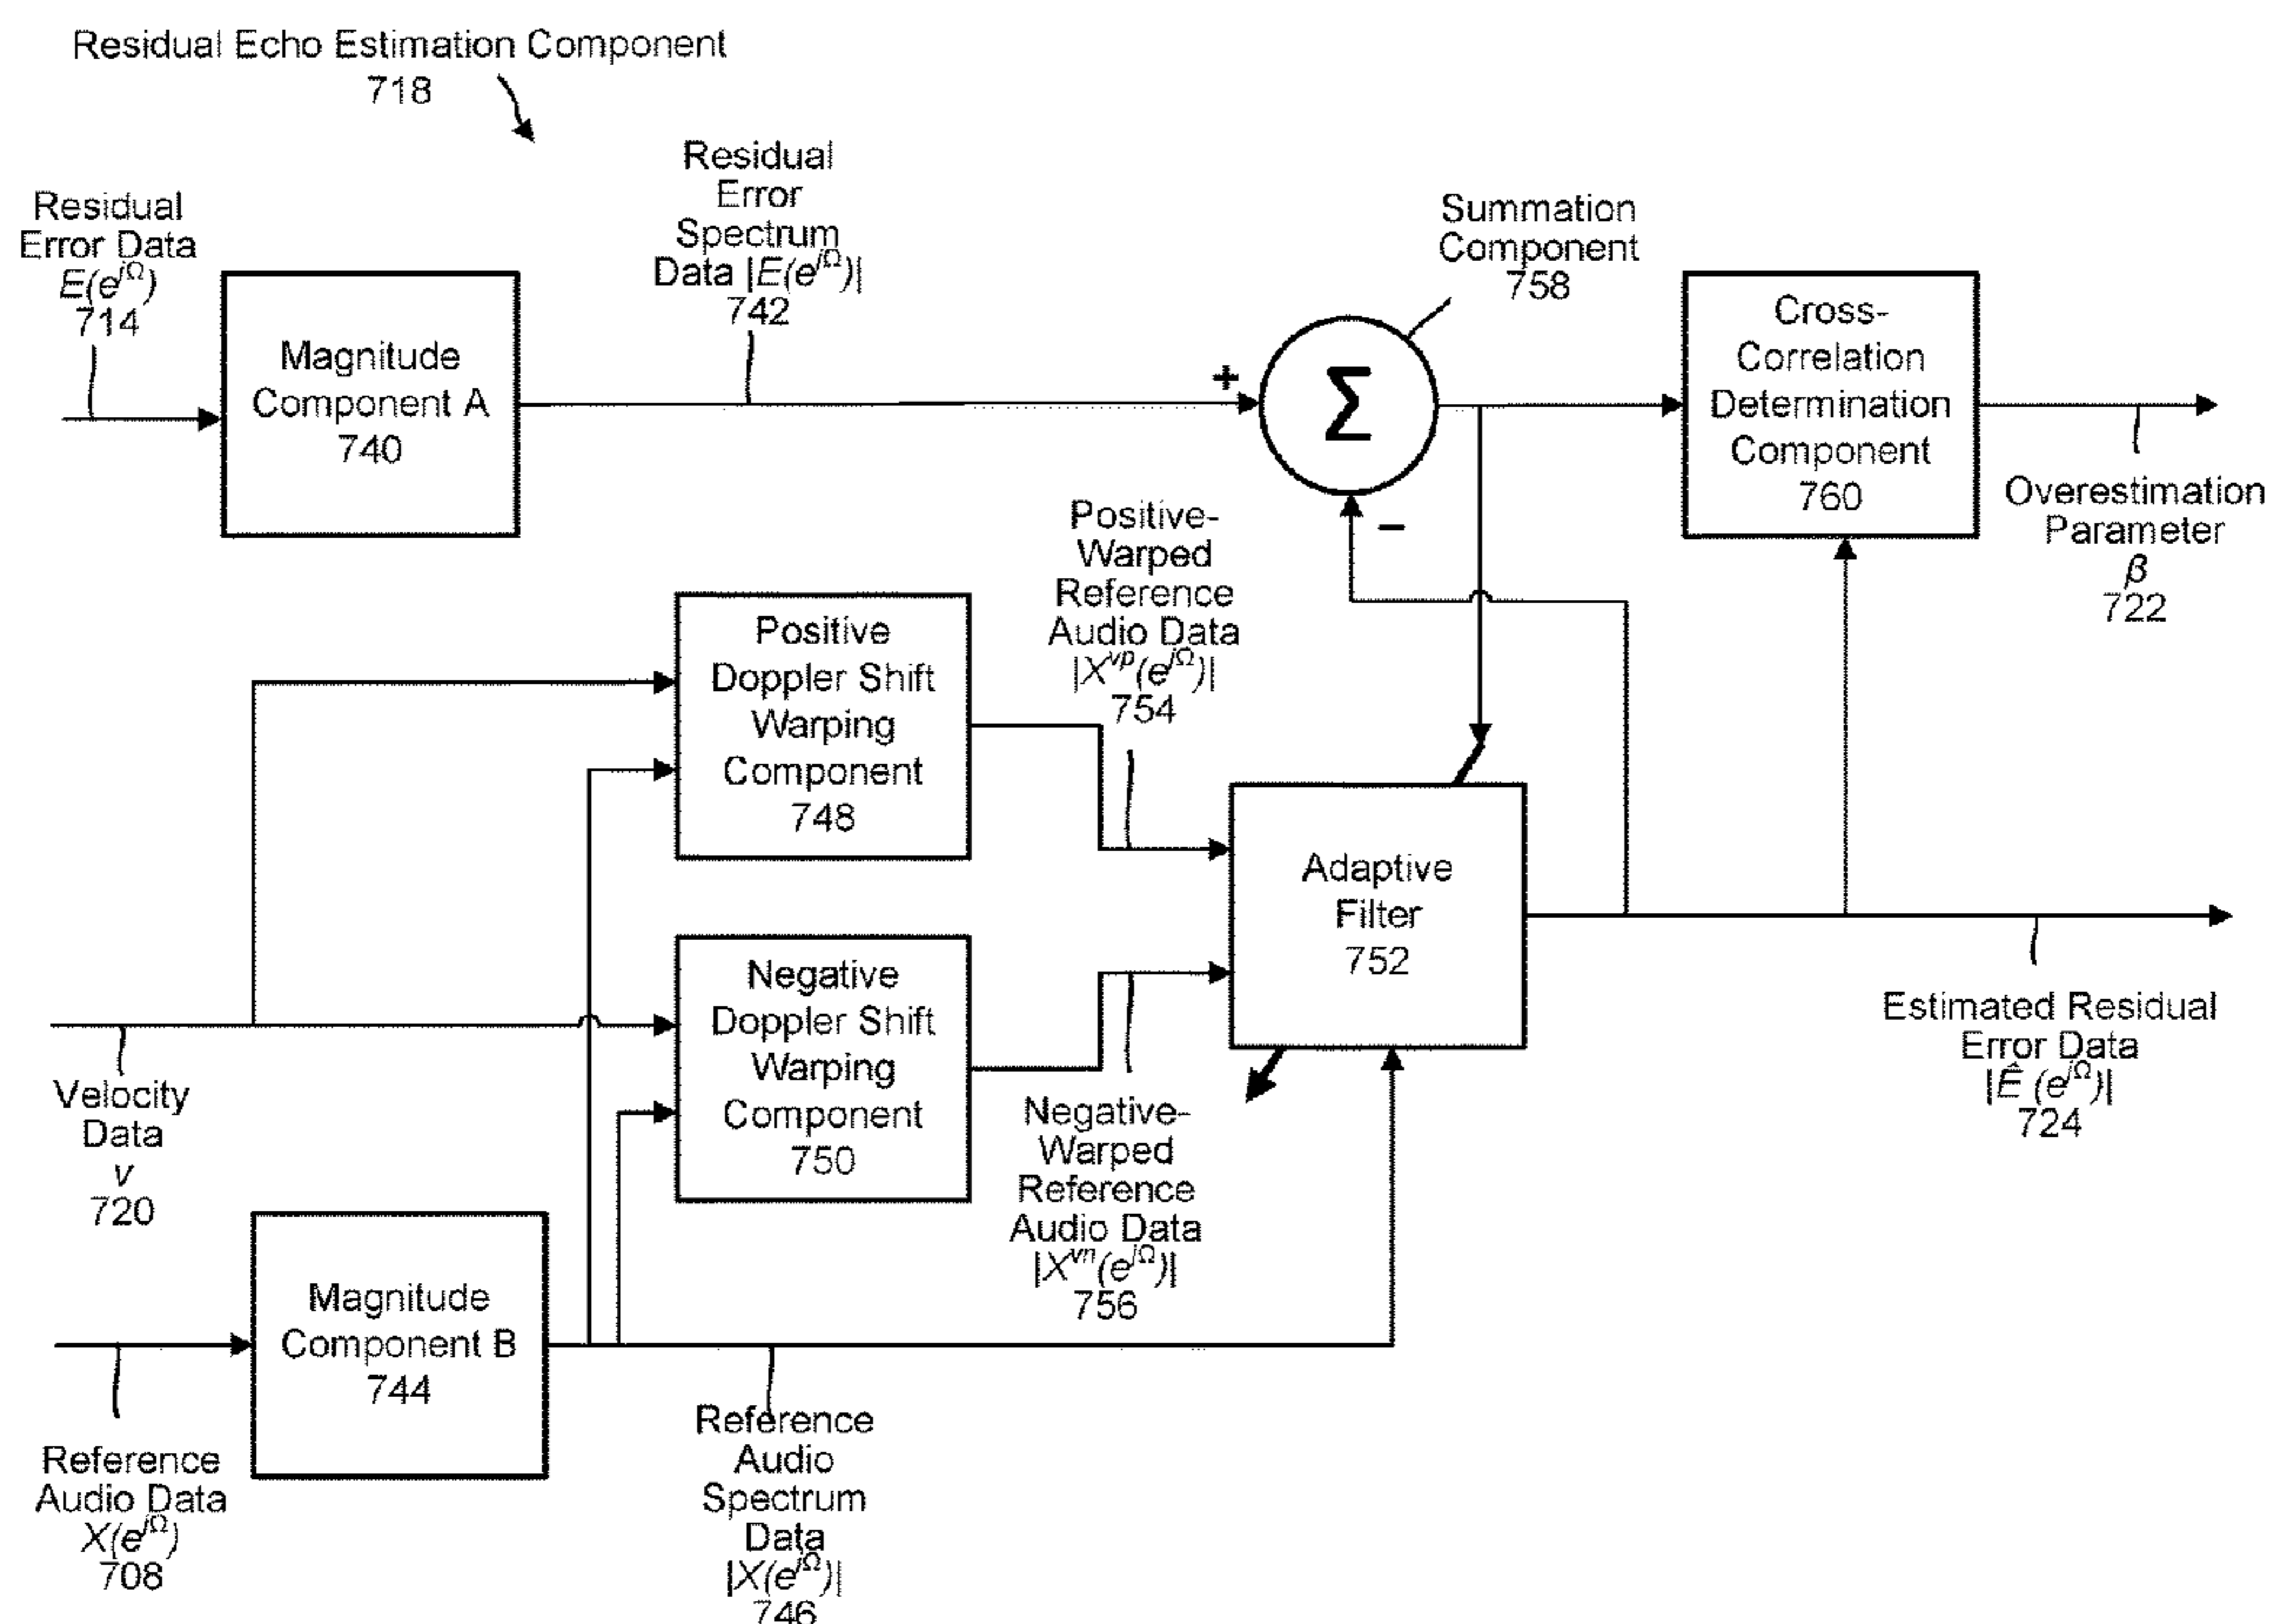 Residual Echo Estimation Component
718
Residual
Error Data
E(e^{jΩ})
714
Magnitude
Component A
740
Residual
Error
Spectrum
Data |E(e^{jΩ})|
742
Summation
Component
758
+
Σ
−
Cross-
Correlation
Determination
Component
760
Overestimation
Parameter
β
722
Positive
Doppler Shift
Warping
Component
748
Positive-
Warped
Reference
Audio Data
|X^{vp}(e^{jΩ})|
754
Adaptive
Filter
752
Negative
Doppler Shift
Warping
Component
750
Negative-
Warped
Reference
Audio Data
|X^{vn}(e^{jΩ})|
756
Estimated Residual
Error Data
|Ê (e^{jΩ})|
724
Velocity
Data
v
720
Magnitude
Component B
744
Reference
Audio Data
X(e^{jΩ})
708
Reference
Audio
Spectrum
Data
|X(e^{jΩ})|
746